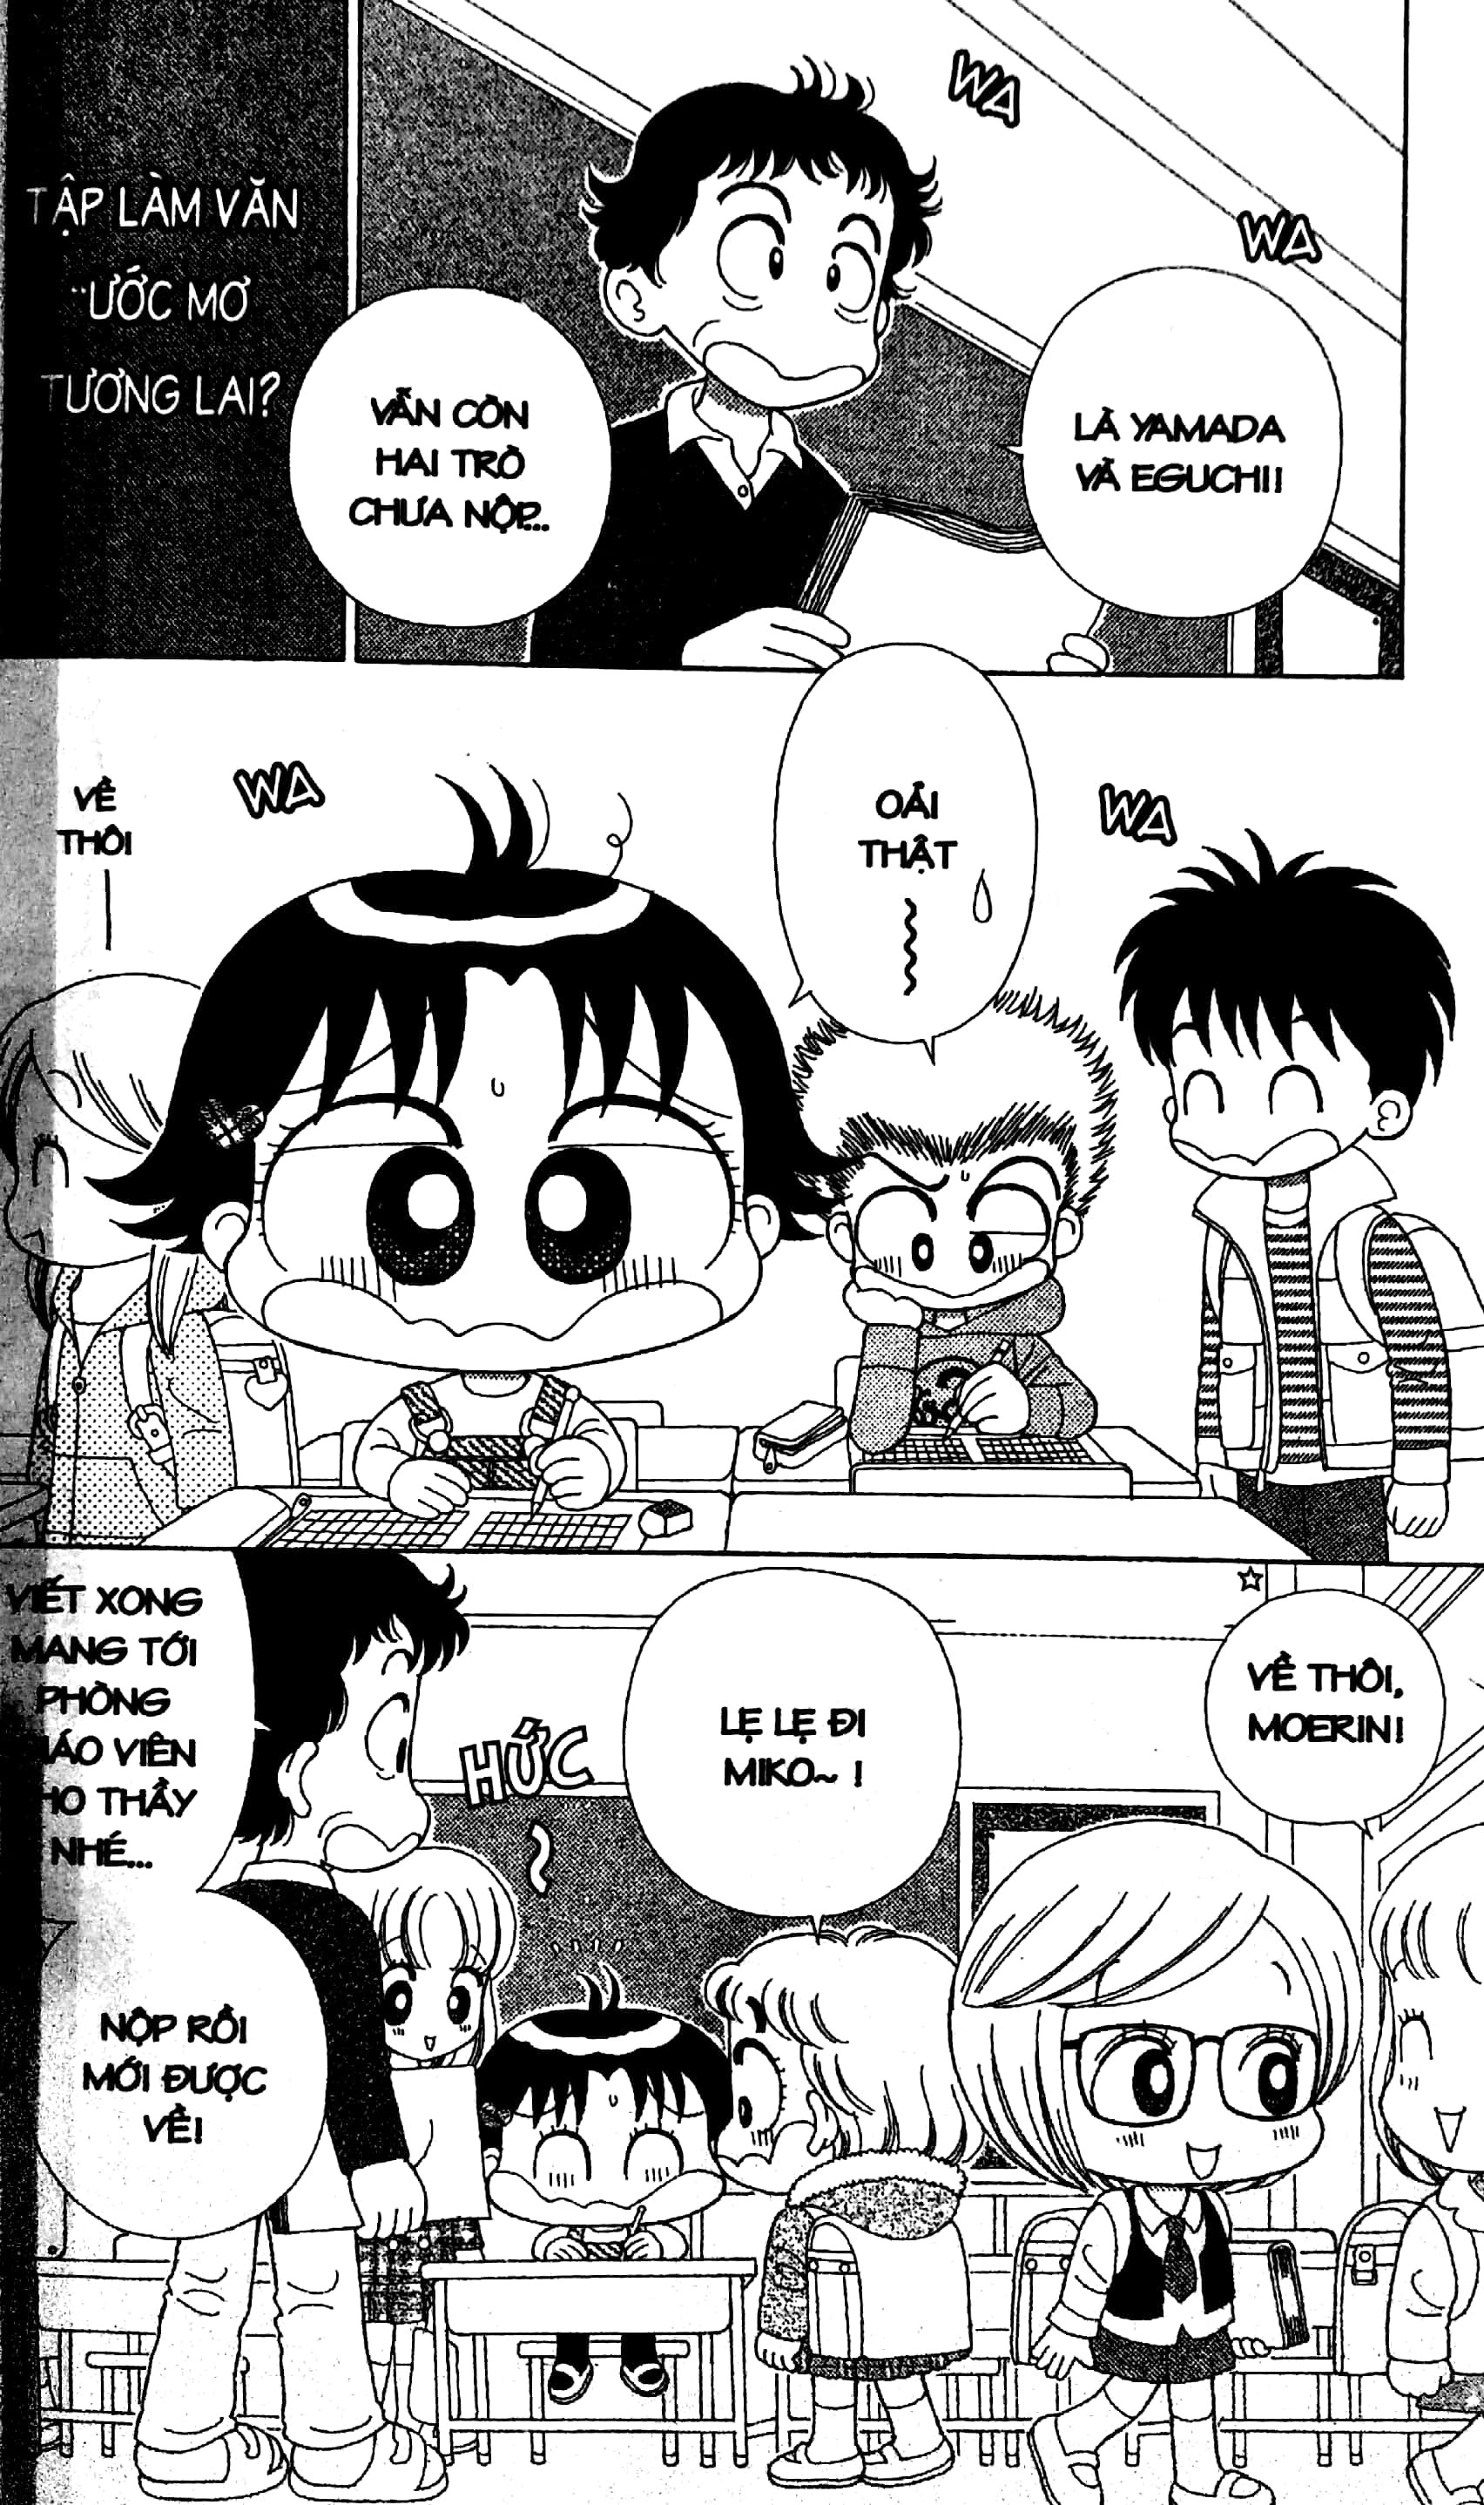 TẬP LÀM VĂN
ƯỚC MƠ
TƯƠNG LAI?
VẪN CÒN
HAI TRÒ
CHƯA NỘP...
WA
WA
LÀ YAMADA
VÀ EGUCHI!
VỀ
THÔI
WA
OẢI
THẬT
WA
VIẾT XONG
MANG TỚI
PHÒNG
ÁO VIÊN
HO THẦY
NHÉ...
NỘP RỒI
MỚI ĐƯỢC
VỀ!
HỨC
LẸ LẸ ĐI
MIKO~ !
VỀ THÔI,
MOERIN!